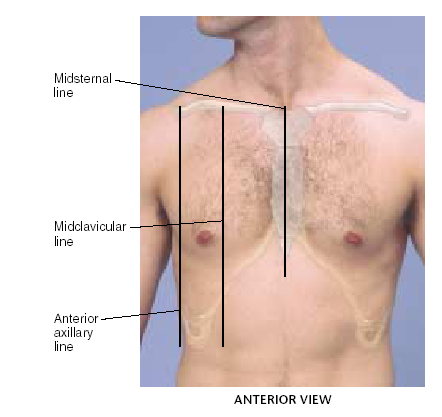 Midsternal
line
Midclavicular
line
Anterior
axillary
line
ANTERIOR VIEW